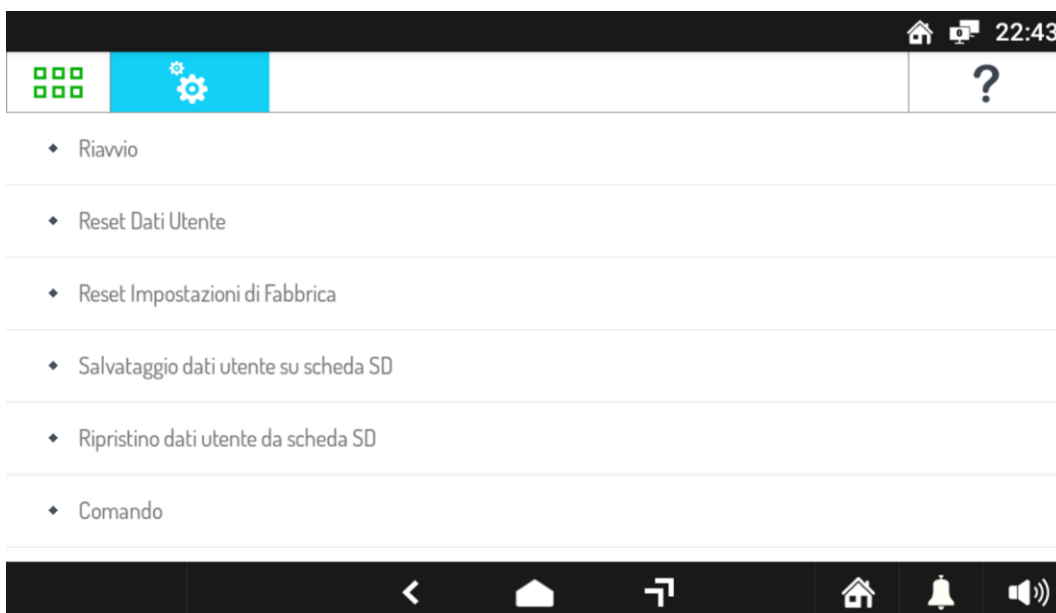 22:43
?
Riavvio
Reset Dati Utente
Reset Impostazioni di Fabbrica
Salvataggio dati utente su scheda SD
Ripristino dati utente da scheda SD
Comando